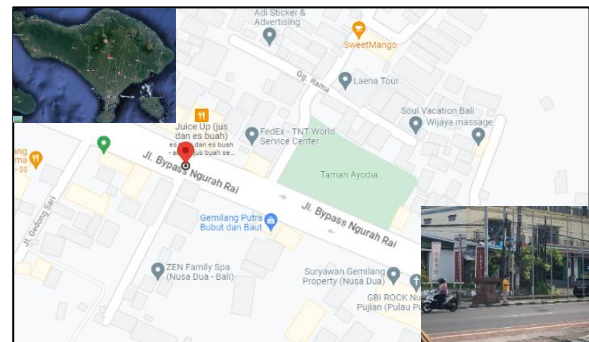 Adi Sticker &
Advertising
SweetMango
Gg. Rama
Laena Tour
Juice Up (jus
dan es buah)
FedEx - TNT World
Service Center
Soul Vacation Bali
Wijaya massage
Taman Ayodia
Jl. Bypass Ngurah Rai
Jl. Gedong Sari
Gemilang Putra
Bubut dan Baut
Jl. Bypass Ngurah Rai
ZEN Family Spa
(Nusa Dua - Bali)
Suryawan Gemilang
Property (Nusa Dua)
GBI ROCK Nu
Pujian (Pulau Pu